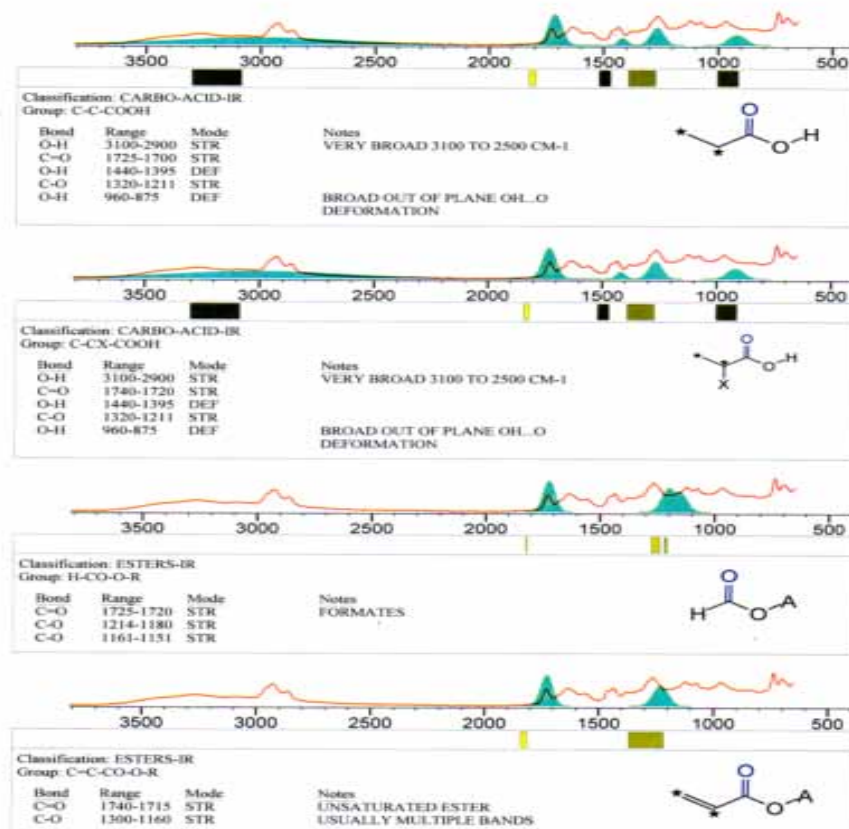 3500 3000 2500 2000 1500 1000 500
Classification: CARBO-ACID-IR
Group: C-C-COOH
Bond Range Mode Notes
O-H 3100-2900 STR VERY BROAD 3100 TO 2500 CM-1
C=O 1725-1700 STR
O-H 1440-1395 DEF
C-O 1320-1211 STR
O-H 960-875 DEF BROAD OUT OF PLANE OH...O
DEFORMATION
O
* * O H
3500 3000 2500 2000 1500 1000 500
Classification: CARBO-ACID-IR
Group: C-CX-COOH
Bond Range Mode Notes
O-H 3100-2900 STR VERY BROAD 3100 TO 2500 CM-1
C=O 1740-1720 STR
O-H 1440-1395 DEF
C-O 1320-1211 STR
O-H 960-875 DEF BROAD OUT OF PLANE OH...O
DEFORMATION
O
* * O H
X
3500 3000 2500 2000 1500 1000 500
Classification: ESTERS-IR
Group: H-CO-O-R
Bond Range Mode Notes
C=O 1725-1720 STR FORMATES
C-O 1214-1180 STR
C-O 1161-1151 STR
O
H O A
3500 3000 2500 2000 1500 1000 500
Classification: ESTERS-IR
Group: C=C-CO-O-R
Bond Range Mode Notes
C=O 1740-1715 STR UNSATURATED ESTER
C-O 1300-1160 STR USUALLY MULTIPLE BANDS
O
* * O A